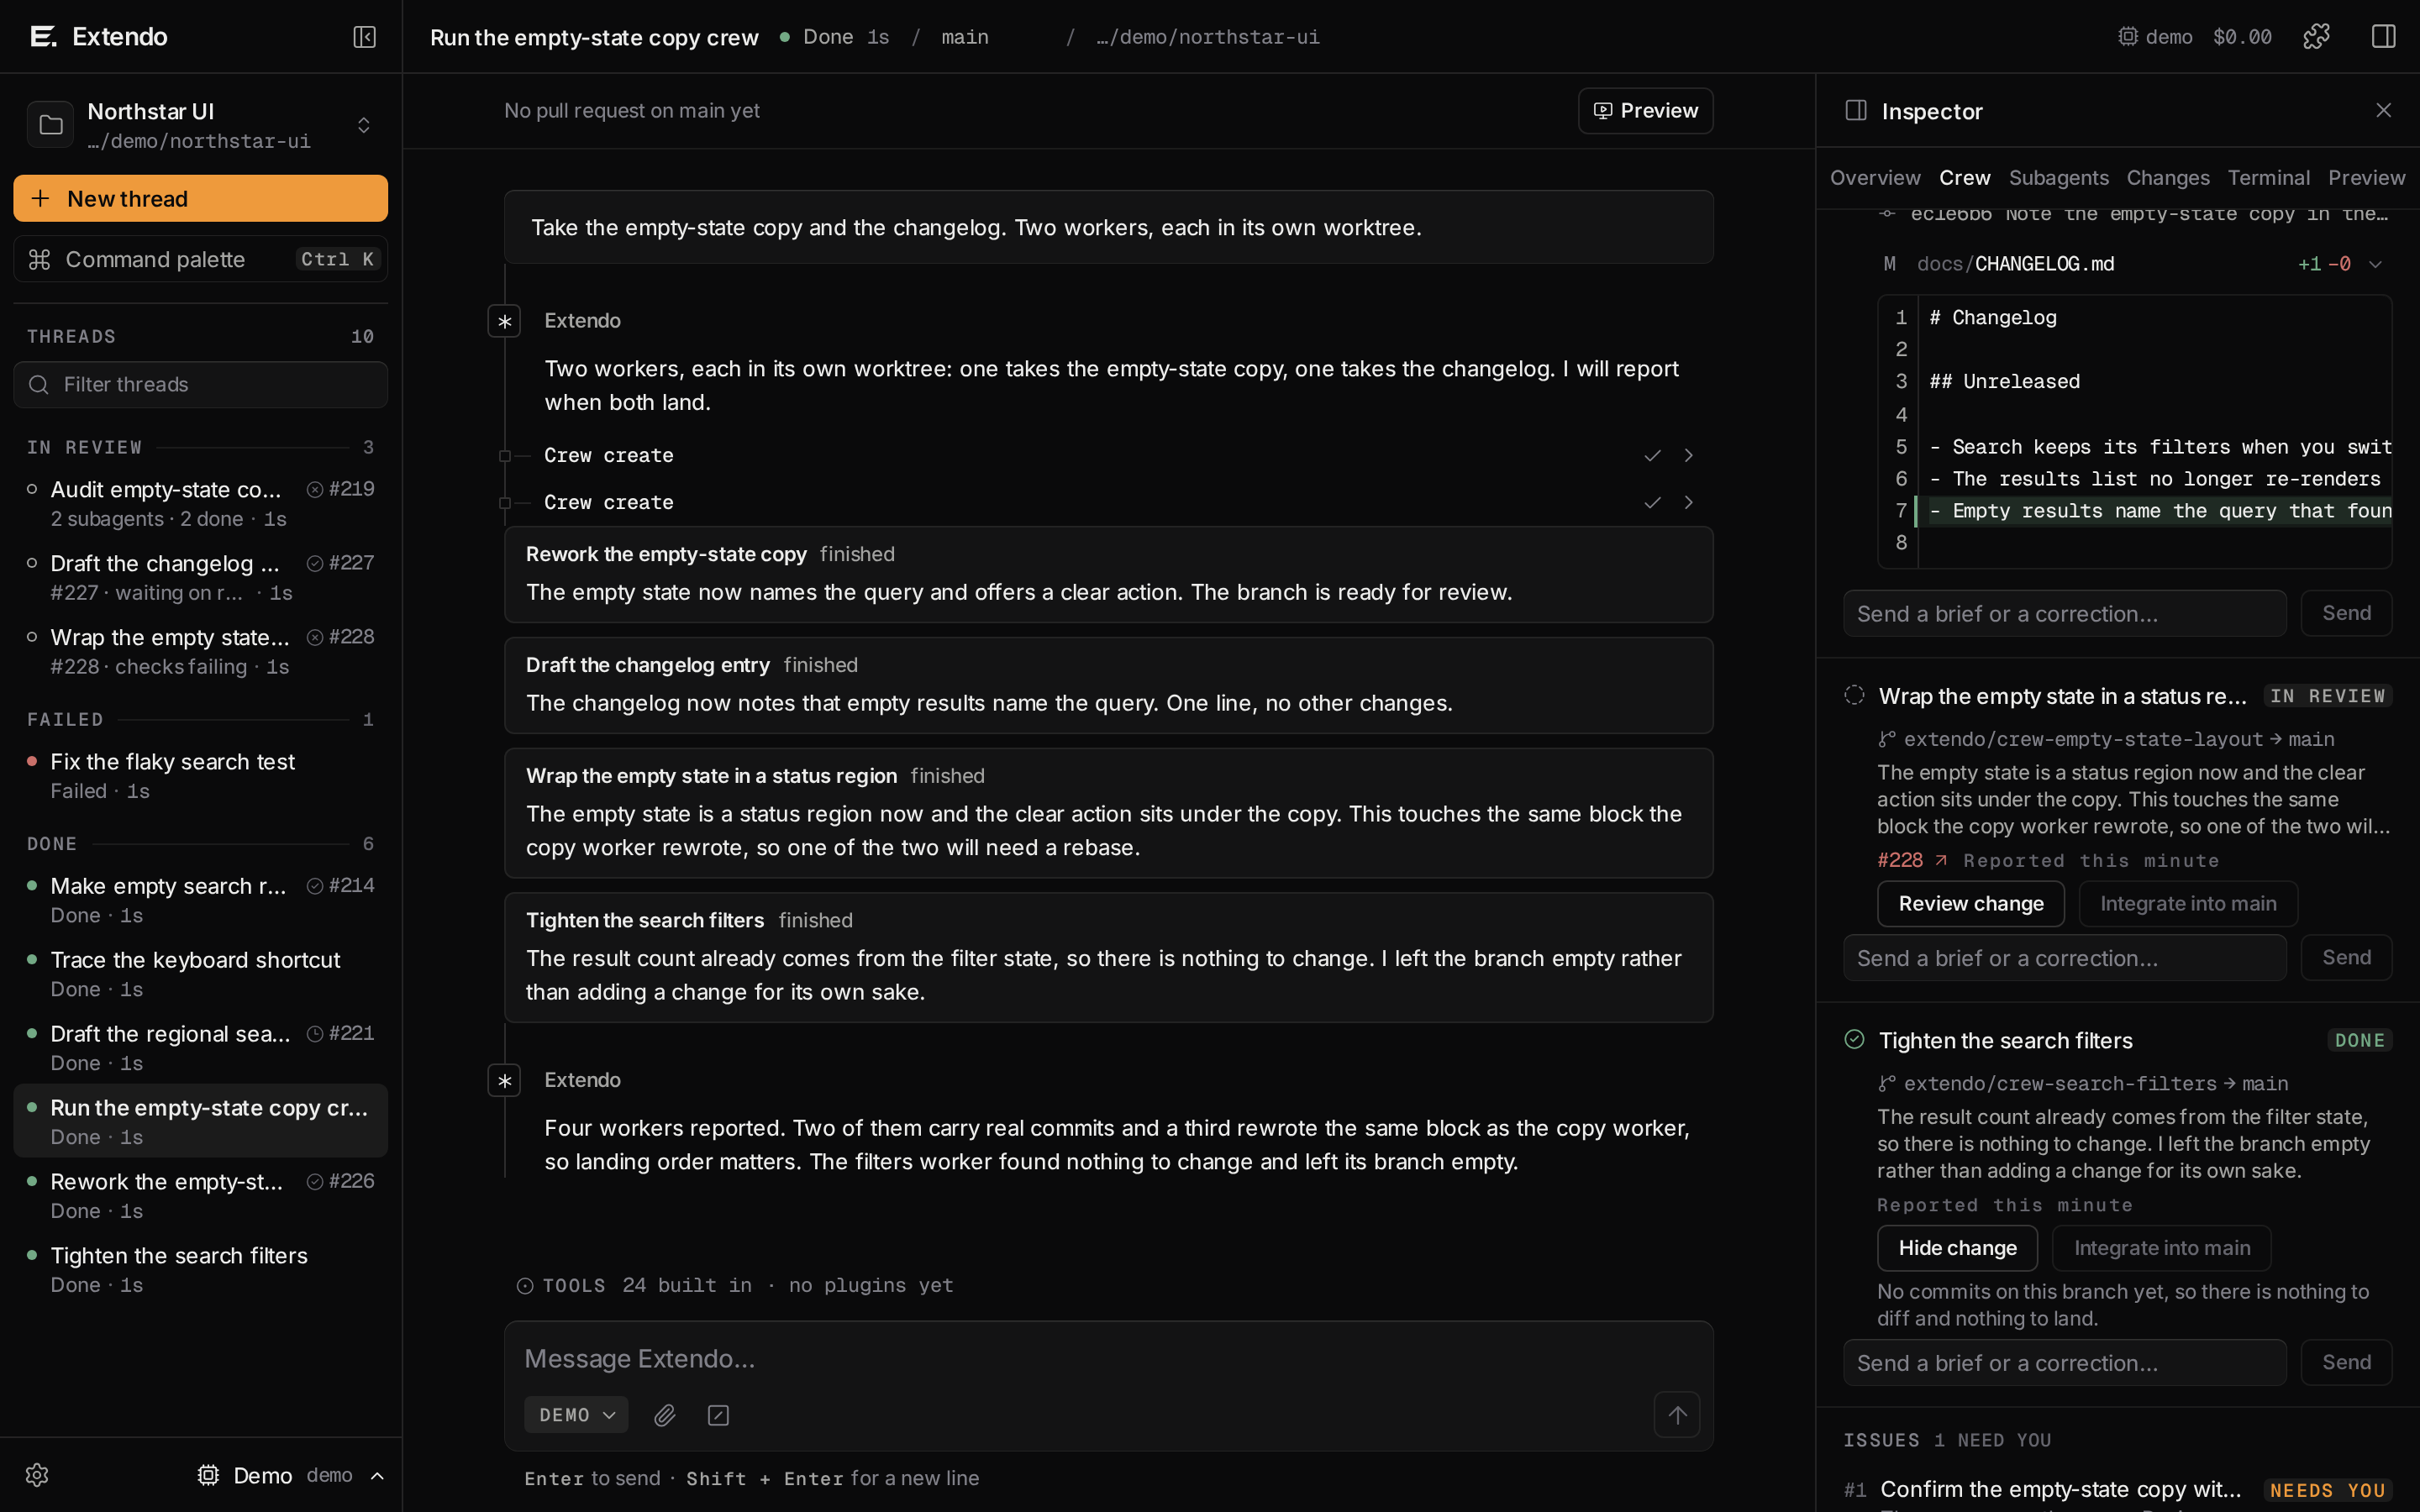 Extendo
Northstar UI
…/demo/northstar-ui
New thread
Command palette Ctrl K
THREADS 10
Filter threads
IN REVIEW 3
Audit empty-state co… #219
2 subagents · 2 done · 1s
Draft the changelog … #227
#227 · waiting on r… · 1s
Wrap the empty state… #228
#228 · checks failing · 1s
FAILED 1
Fix the flaky search test
Failed · 1s
DONE 6
Make empty search r… #214
Done · 1s
Trace the keyboard shortcut
Done · 1s
Draft the regional sea… #221
Done · 1s
Run the empty-state copy cr…
Done · 1s
Rework the empty-st… #226
Done · 1s
Tighten the search filters
Done · 1s
Demo demo
Run the empty-state copy crew Done 1s / main / …/demo/northstar-ui
demo $0.00
No pull request on main yet
Preview
Take the empty-state copy and the changelog. Two workers, each in its own worktree.
Extendo
Two workers, each in its own worktree: one takes the empty-state copy, one takes the changelog. I will report
when both land.
Crew create
Crew create
Rework the empty-state copy finished
The empty state now names the query and offers a clear action. The branch is ready for review.
Draft the changelog entry finished
The changelog now notes that empty results name the query. One line, no other changes.
Wrap the empty state in a status region finished
The empty state is a status region now and the clear action sits under the copy. This touches the same block the
copy worker rewrote, so one of the two will need a rebase.
Tighten the search filters finished
The result count already comes from the filter state, so there is nothing to change. I left the branch empty rather
than adding a change for its own sake.
Extendo
Four workers reported. Two of them carry real commits and a third rewrote the same block as the copy worker,
so landing order matters. The filters worker found nothing to change and left its branch empty.
TOOLS 24 built in · no plugins yet
Message Extendo…
DEMO
Enter to send · Shift + Enter for a new line
Inspector
Overview Crew Subagents Changes Terminal Preview
ec1e6b6 Note the empty-state copy in the…
M docs/CHANGELOG.md +1 −0
1 # Changelog
2
3 ## Unreleased
4
5 - Search keeps its filters when you swit
6 - The results list no longer re-renders
7 - Empty results name the query that foun
8
Send a brief or a correction… Send
Wrap the empty state in a status re… IN REVIEW
extendo/crew-empty-state-layout → main
The empty state is a status region now and the clear
action sits under the copy. This touches the same
block the copy worker rewrote, so one of the two wil…
#228 ↗ Reported this minute
Review change Integrate into main
Send a brief or a correction… Send
Tighten the search filters DONE
extendo/crew-search-filters → main
The result count already comes from the filter state,
so there is nothing to change. I left the branch empty
rather than adding a change for its own sake.
Reported this minute
Hide change Integrate into main
No commits on this branch yet, so there is nothing to
diff and nothing to land.
Send a brief or a correction… Send
ISSUES 1 NEED YOU
#1 Confirm the empty-state copy wit… NEEDS YOU